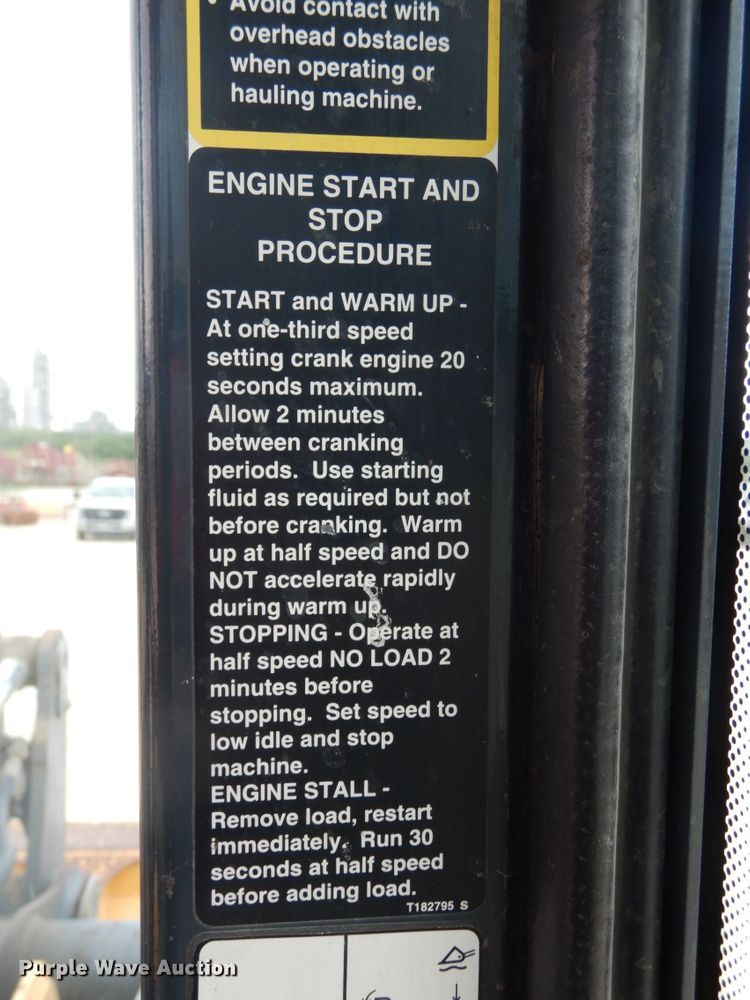 • Avoid contact with
overhead obstacles
when operating or
hauling machine.
ENGINE START AND
STOP
PROCEDURE
START and WARM UP -
At one-third speed
setting crank engine 20
seconds maximum.
Allow 2 minutes
between cranking
periods. Use starting
fluid as required but not
before cranking. Warm
up at half speed and DO
NOT accelerate rapidly
during warm up.
STOPPING - Operate at
half speed NO LOAD 2
minutes before
stopping. Set speed to
low idle and stop
machine.
ENGINE STALL -
Remove load, restart
immediately. Run 30
seconds at half speed
before adding load.
T182795 S
Purple Wave Auction